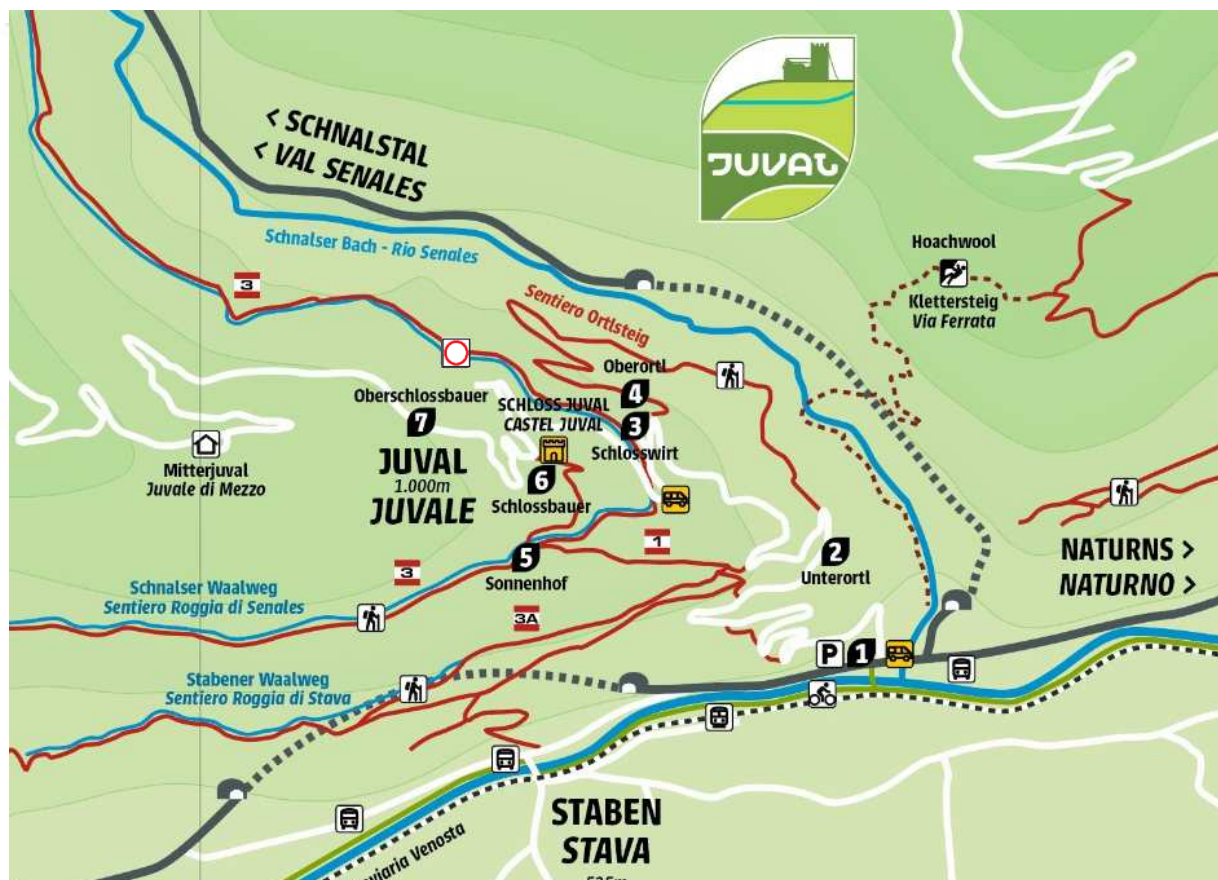 < SCHNALSTAL
< VAL SENALES
JUVAL
Schnalser Bach - Rio Senales
Hoachwool
Klettersteig
Via Ferrata
3
Sentiero Ortlsteig
Oberortl
4
Oberschlossbauer
7
SCHLOSS JUVAL
CASTEL JUVAL
3
Schlosswirt
Mitterjuval
Juvale di Mezzo
JUVAL
1.000m
JUVALE
6
Schlossbauer
1
2
Unterortl
NATURNS >
NATURNO >
5
Sonnenhof
3
Schnalser Waalweg
Sentiero Roggia di Senales
3A
P
1
Stabener Waalweg
Sentiero Roggia di Stava
STABEN
STAVA
viaria Venosta